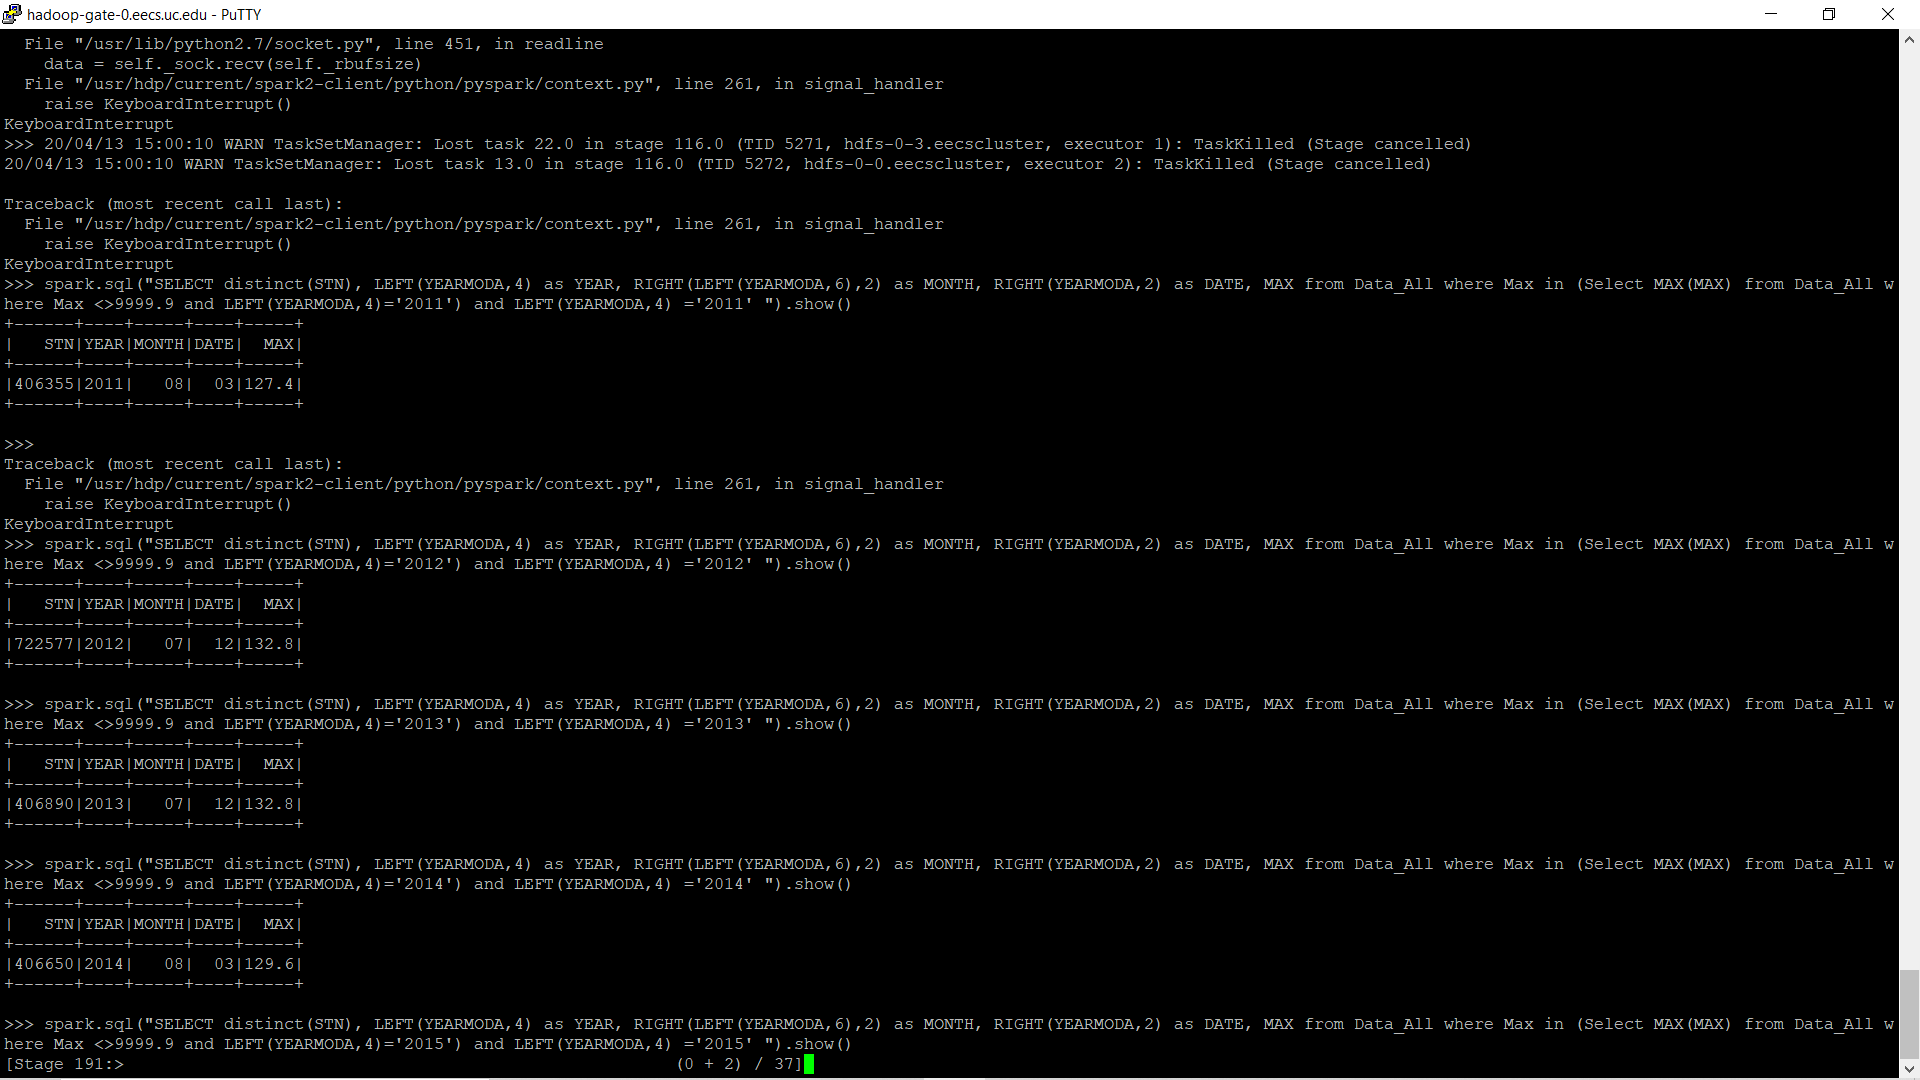 hadoop-gate-0.eecs.uc.edu - PuTTY
  File "/usr/lib/python2.7/socket.py", line 451, in readline
    data = self._sock.recv(self._rbufsize)
  File "/usr/hdp/current/spark2-client/python/pyspark/context.py", line 261, in signal_handler
    raise KeyboardInterrupt()
KeyboardInterrupt
>>> 20/04/13 15:00:10 WARN TaskSetManager: Lost task 22.0 in stage 116.0 (TID 5271, hdfs-0-3.eecscluster, executor 1): TaskKilled (Stage cancelled)
20/04/13 15:00:10 WARN TaskSetManager: Lost task 13.0 in stage 116.0 (TID 5272, hdfs-0-0.eecscluster, executor 2): TaskKilled (Stage cancelled)

Traceback (most recent call last):
  File "/usr/hdp/current/spark2-client/python/pyspark/context.py", line 261, in signal_handler
    raise KeyboardInterrupt()
KeyboardInterrupt
>>> spark.sql("SELECT distinct(STN), LEFT(YEARMODA,4) as YEAR, RIGHT(LEFT(YEARMODA,6),2) as MONTH, RIGHT(YEARMODA,2) as DATE, MAX from Data_All where Max in (Select MAX(MAX) from Data_All w
here Max <>9999.9 and LEFT(YEARMODA,4)='2011') and LEFT(YEARMODA,4) ='2011' ").show()
+------+----+-----+----+-----+
|   STN|YEAR|MONTH|DATE|  MAX|
+------+----+-----+----+-----+
|406355|2011|   08|  03|127.4|
+------+----+-----+----+-----+

>>>
Traceback (most recent call last):
  File "/usr/hdp/current/spark2-client/python/pyspark/context.py", line 261, in signal_handler
    raise KeyboardInterrupt()
KeyboardInterrupt
>>> spark.sql("SELECT distinct(STN), LEFT(YEARMODA,4) as YEAR, RIGHT(LEFT(YEARMODA,6),2) as MONTH, RIGHT(YEARMODA,2) as DATE, MAX from Data_All where Max in (Select MAX(MAX) from Data_All w
here Max <>9999.9 and LEFT(YEARMODA,4)='2012') and LEFT(YEARMODA,4) ='2012' ").show()
+------+----+-----+----+-----+
|   STN|YEAR|MONTH|DATE|  MAX|
+------+----+-----+----+-----+
|722577|2012|   07|  12|132.8|
+------+----+-----+----+-----+

>>> spark.sql("SELECT distinct(STN), LEFT(YEARMODA,4) as YEAR, RIGHT(LEFT(YEARMODA,6),2) as MONTH, RIGHT(YEARMODA,2) as DATE, MAX from Data_All where Max in (Select MAX(MAX) from Data_All w
here Max <>9999.9 and LEFT(YEARMODA,4)='2013') and LEFT(YEARMODA,4) ='2013' ").show()
+------+----+-----+----+-----+
|   STN|YEAR|MONTH|DATE|  MAX|
+------+----+-----+----+-----+
|406890|2013|   07|  12|132.8|
+------+----+-----+----+-----+

>>> spark.sql("SELECT distinct(STN), LEFT(YEARMODA,4) as YEAR, RIGHT(LEFT(YEARMODA,6),2) as MONTH, RIGHT(YEARMODA,2) as DATE, MAX from Data_All where Max in (Select MAX(MAX) from Data_All w
here Max <>9999.9 and LEFT(YEARMODA,4)='2014') and LEFT(YEARMODA,4) ='2014' ").show()
+------+----+-----+----+-----+
|   STN|YEAR|MONTH|DATE|  MAX|
+------+----+-----+----+-----+
|406650|2014|   08|  03|129.6|
+------+----+-----+----+-----+

>>> spark.sql("SELECT distinct(STN), LEFT(YEARMODA,4) as YEAR, RIGHT(LEFT(YEARMODA,6),2) as MONTH, RIGHT(YEARMODA,2) as DATE, MAX from Data_All where Max in (Select MAX(MAX) from Data_All w
here Max <>9999.9 and LEFT(YEARMODA,4)='2015') and LEFT(YEARMODA,4) ='2015' ").show()
[Stage 191:>                                                       (0 + 2) / 37]